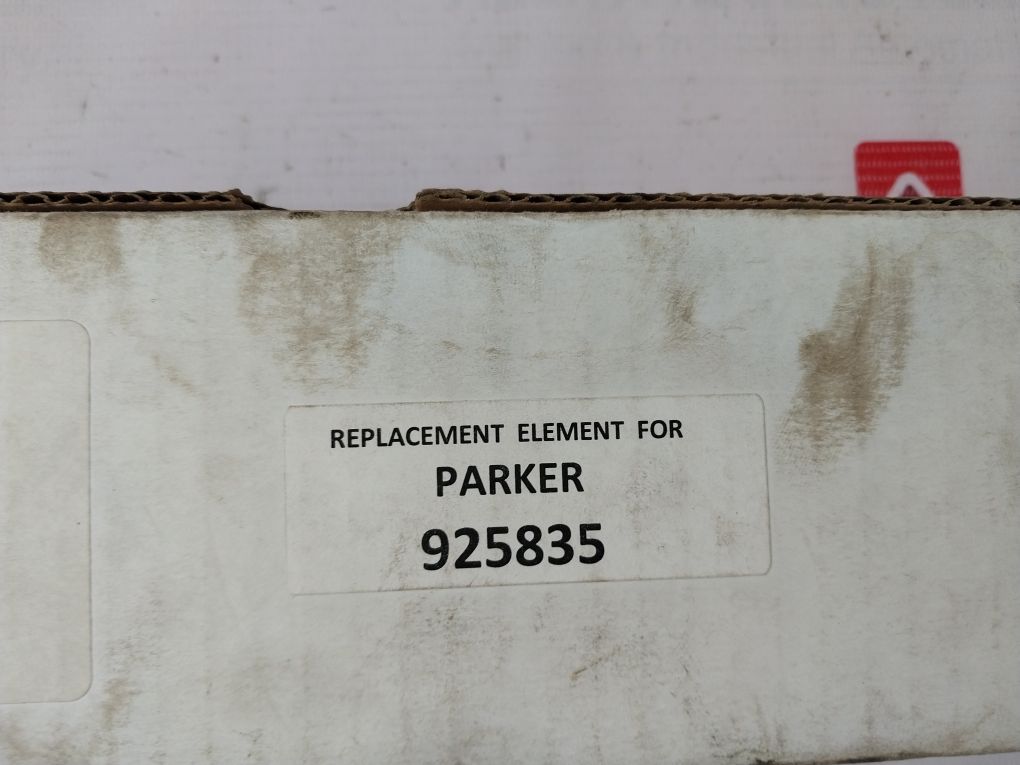 REPLACEMENT ELEMENT FOR
PARKER
925835